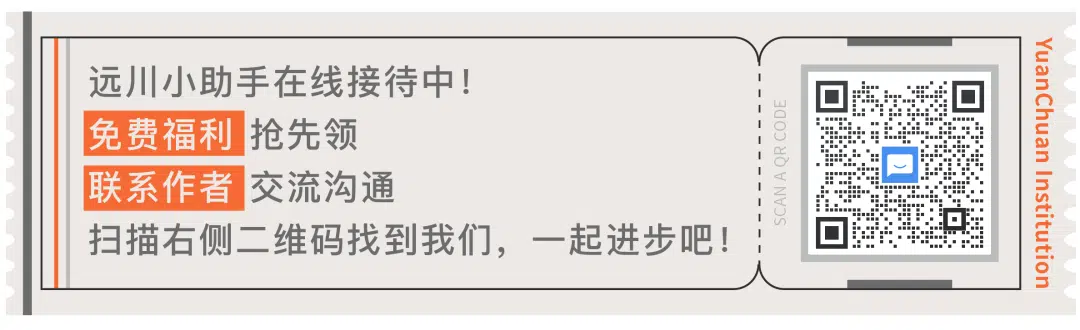 远川小助手在线接待中！
免费福利 抢先领
联系作者 交流沟通
扫描右侧二维码找到我们，一起进步吧！
SCAN A QR CODE
YuanChuan Institution